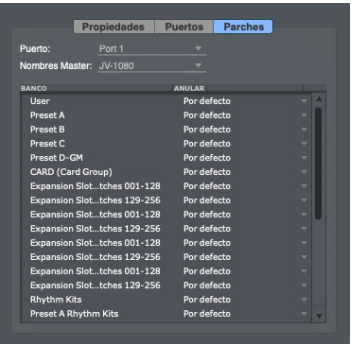 Propiedades Puertos Parches
Puerto: Port 1
Nombres Master: JV-1080
BANCO ANULAR
User Por defecto
Preset A Por defecto
Preset B Por defecto
Preset C Por defecto
Preset D-GM Por defecto
CARD (Card Group) Por defecto
Expansion Slot...tches 001-128 Por defecto
Expansion Slot...tches 129-256 Por defecto
Expansion Slot...tches 001-128 Por defecto
Expansion Slot...tches 129-256 Por defecto
Expansion Slot...tches 001-128 Por defecto
Expansion Slot...tches 129-256 Por defecto
Expansion Slot...tches 001-128 Por defecto
Expansion Slot...tches 129-256 Por defecto
Rhythm Kits Por defecto
Preset A Rhythm Kits Por defecto